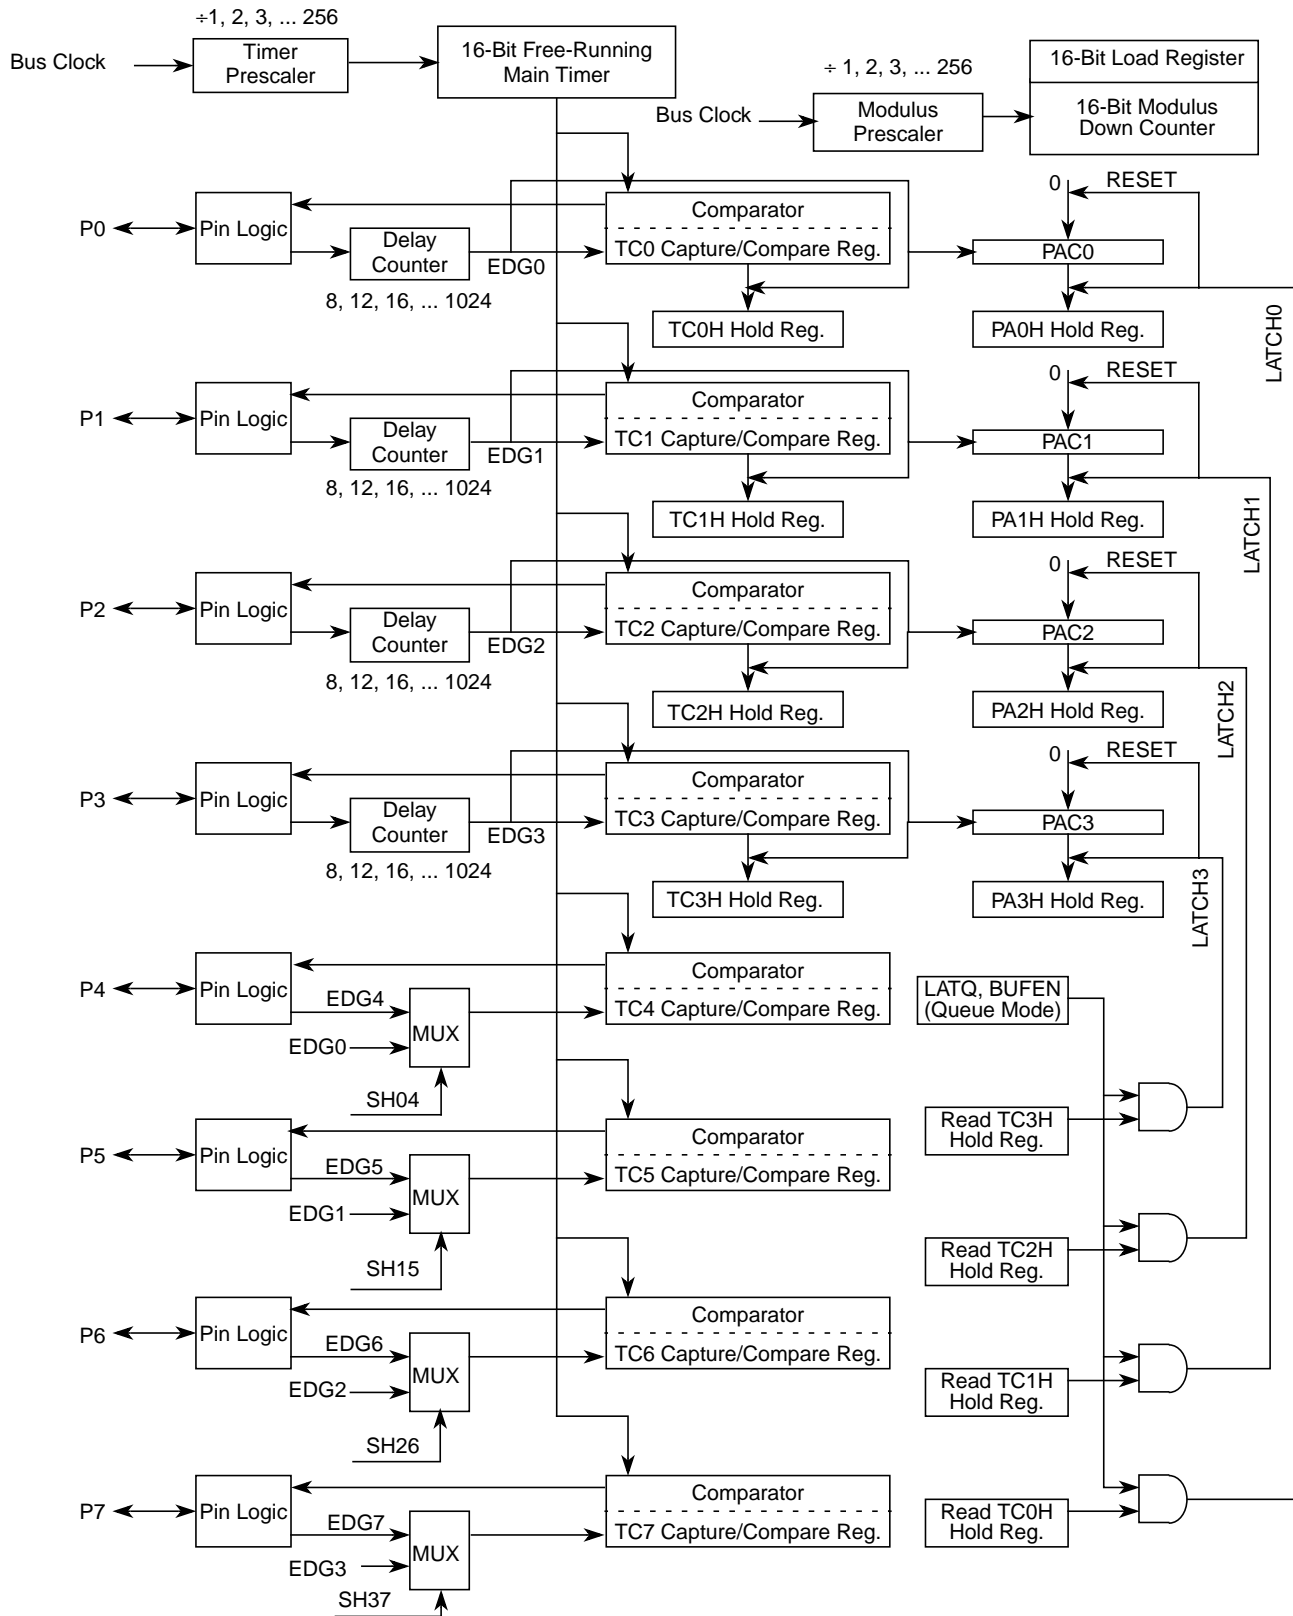 ÷1, 2, 3, ... 256
Bus Clock
Timer
Prescaler
16-Bit Free-Running
Main Timer
÷ 1, 2, 3, ... 256
Bus Clock
Modulus
Prescaler
16-Bit Load Register
16-Bit Modulus
Down Counter
P0
Pin Logic
Delay
Counter
8, 12, 16, ... 1024
EDG0
Comparator
TC0 Capture/Compare Reg.
TC0H Hold Reg.
0
RESET
PAC0
PA0H Hold Reg.
LATCH0
P1
Pin Logic
Delay
Counter
8, 12, 16, ... 1024
EDG1
Comparator
TC1 Capture/Compare Reg.
TC1H Hold Reg.
0
RESET
PAC1
PA1H Hold Reg.
LATCH1
P2
Pin Logic
Delay
Counter
8, 12, 16, ... 1024
EDG2
Comparator
TC2 Capture/Compare Reg.
TC2H Hold Reg.
0
RESET
PAC2
PA2H Hold Reg.
LATCH2
P3
Pin Logic
Delay
Counter
8, 12, 16, ... 1024
EDG3
Comparator
TC3 Capture/Compare Reg.
TC3H Hold Reg.
0
RESET
PAC3
PA3H Hold Reg.
LATCH3
P4
Pin Logic
EDG4
EDG0
MUX
SH04
Comparator
TC4 Capture/Compare Reg.
LATQ, BUFEN
(Queue Mode)
P5
Pin Logic
EDG5
EDG1
MUX
SH15
Comparator
TC5 Capture/Compare Reg.
Read TC3H
Hold Reg.
Read TC2H
Hold Reg.
P6
Pin Logic
EDG6
EDG2
MUX
SH26
Comparator
TC6 Capture/Compare Reg.
Read TC1H
Hold Reg.
P7
Pin Logic
EDG7
EDG3
MUX
SH37
Comparator
TC7 Capture/Compare Reg.
Read TC0H
Hold Reg.